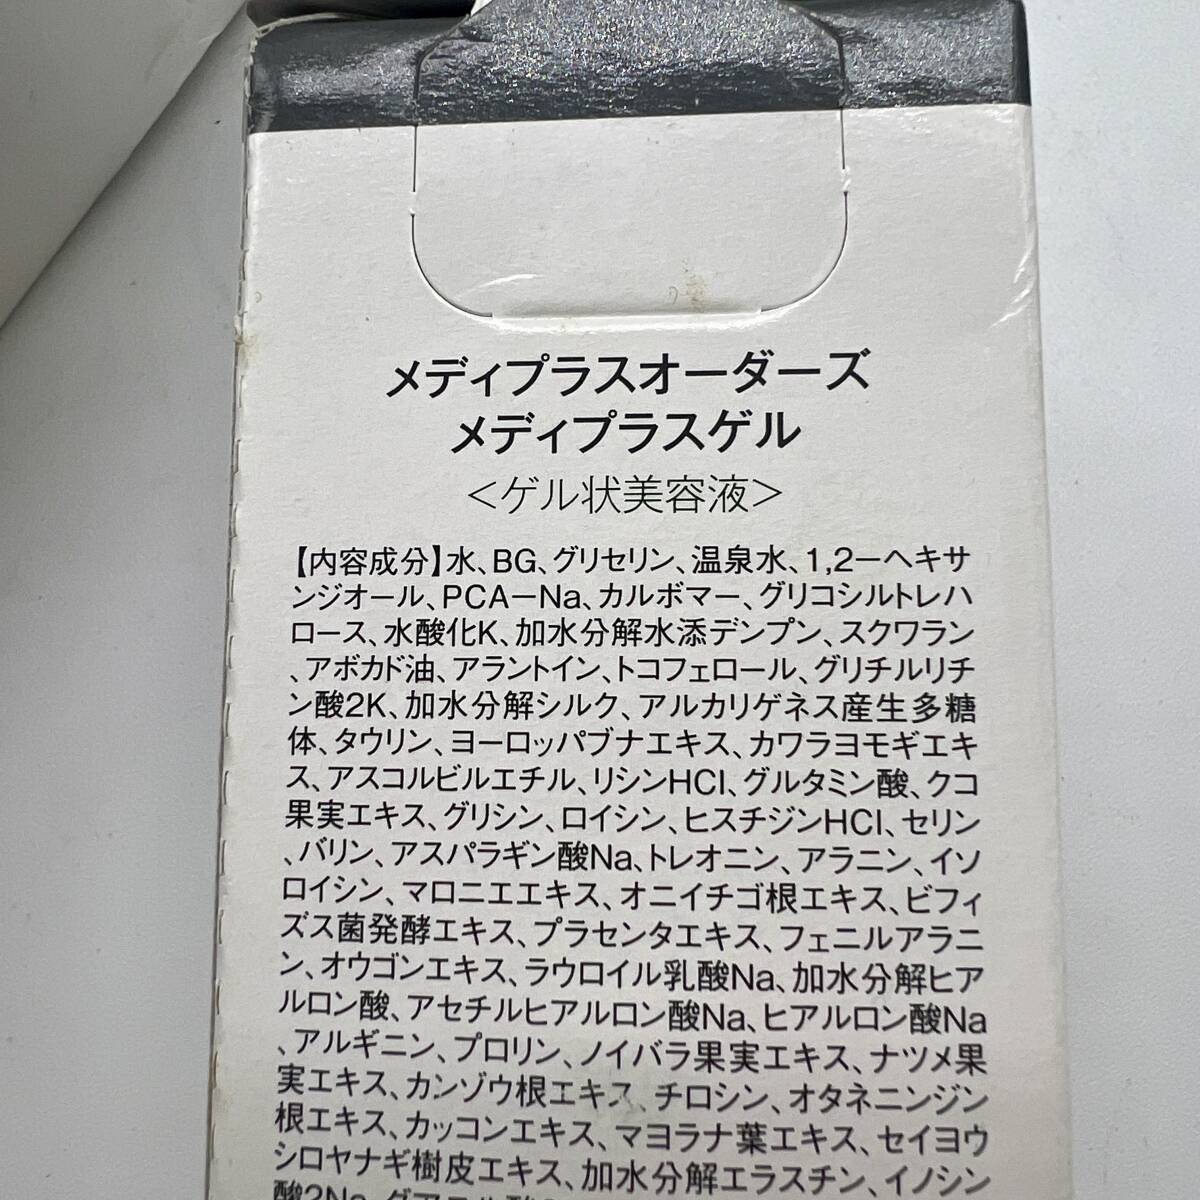 メディプラスオーダーズ
メディプラスゲル
＜ゲル状美容液＞
【内容成分】水、BG、グリセリン、温泉水、1,2ーヘキサ
ンジオール、PCAーNa、カルボマー、グリコシルトレハ
ロース、水酸化K、加水分解水添デンプン、スクワラン
、アボカド油、アラントイン、トコフェロール、グリチルリチ
ン酸2K、加水分解シルク、アルカリゲネス産生多糖
体、タウリン、ヨーロッパブナエキス、カワラヨモギエキ
ス、アスコルビルエチル、リシンHCl、グルタミン酸、クコ
果実エキス、グリシン、ロイシン、ヒスチジンHCl、セリン
、バリン、アスパラギン酸Na、トレオニン、アラニン、イソ
ロイシン、マロニエエキス、オニイチゴ根エキス、ビフィ
ズス菌発酵エキス、プラセンタエキス、フェニルアラニ
ン、オウゴンエキス、ラウロイル乳酸Na、加水分解ヒア
ルロン酸、アセチルヒアルロン酸Na、ヒアルロン酸Na
、アルギニン、プロリン、ノイバラ果実エキス、ナツメ果
実エキス、カンゾウ根エキス、チロシン、オタネニンジン
根エキス、カッコンエキス、マヨラナ葉エキス、セイヨウ
シロヤナギ樹皮エキス、加水分解エラスチン、イノシン
酸2Na、